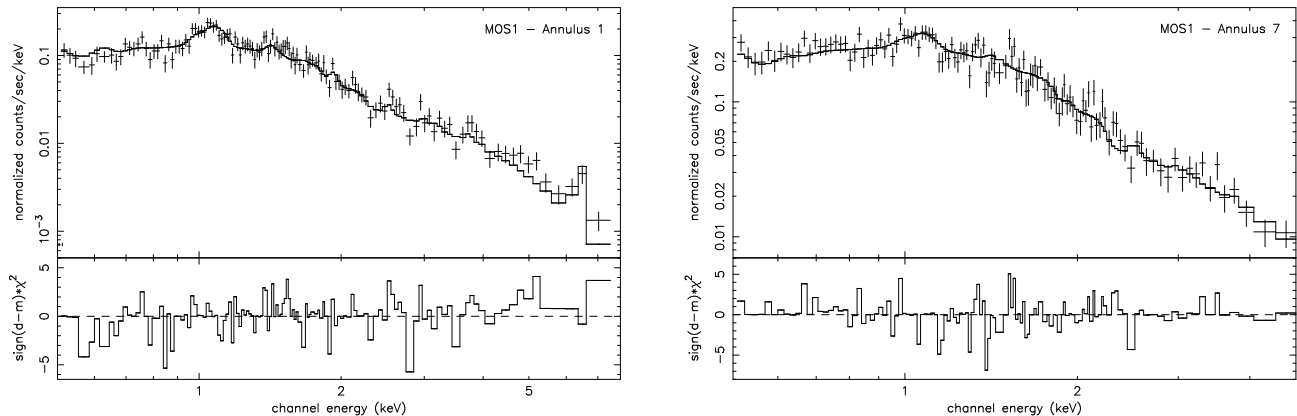 MOS1 − Annulus 1
normalized counts/sec/keV
0.1
0.01
10⁻³
sign(d−m)*χ²
5
0
−5
1
2
5
channel energy (keV)
MOS1 − Annulus 7
normalized counts/sec/keV
0.2
0.1
0.05
0.02
0.01
sign(d−m)*χ²
5
0
−5
1
2
channel energy (keV)